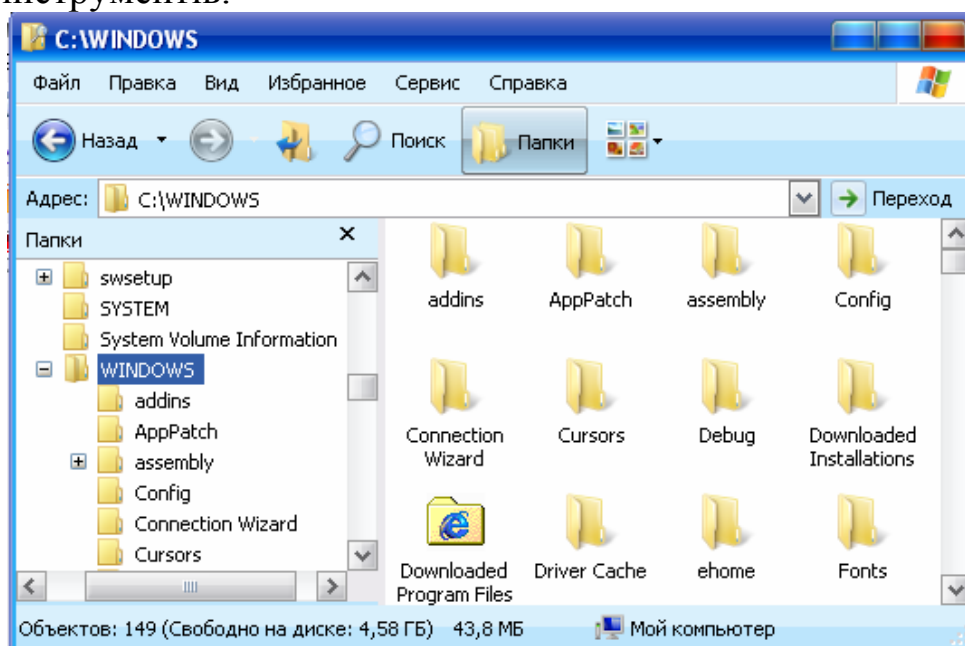 інструментів.
C:\WINDOWS
Файл Правка Вид Избранное Сервис Справка
Назад Поиск Папки
Адрес: C:\WINDOWS Переход
Папки
swsetup
SYSTEM
System Volume Information
WINDOWS
addins
AppPatch
assembly
Config
Connection Wizard
Cursors
addins AppPatch assembly Config
Connection Wizard Cursors Debug Downloaded Installations
Downloaded Program Files Driver Cache ehome Fonts
Объектов: 149 (Свободно на диске: 4,58 ГБ) 43,8 МБ Мой компьютер